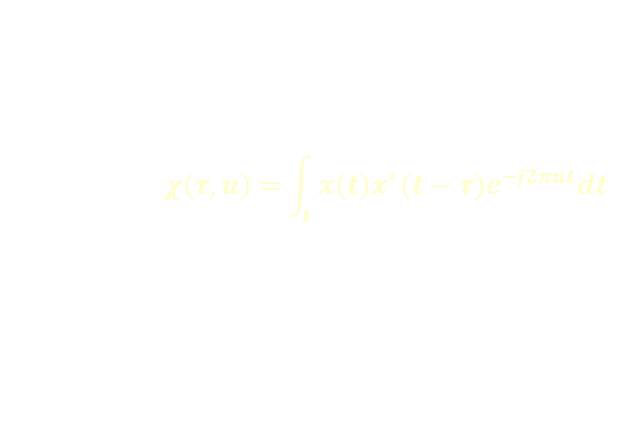 χ(τ, u) = ∫_t x(t)x*(t − τ)e^{−j2πut}dt